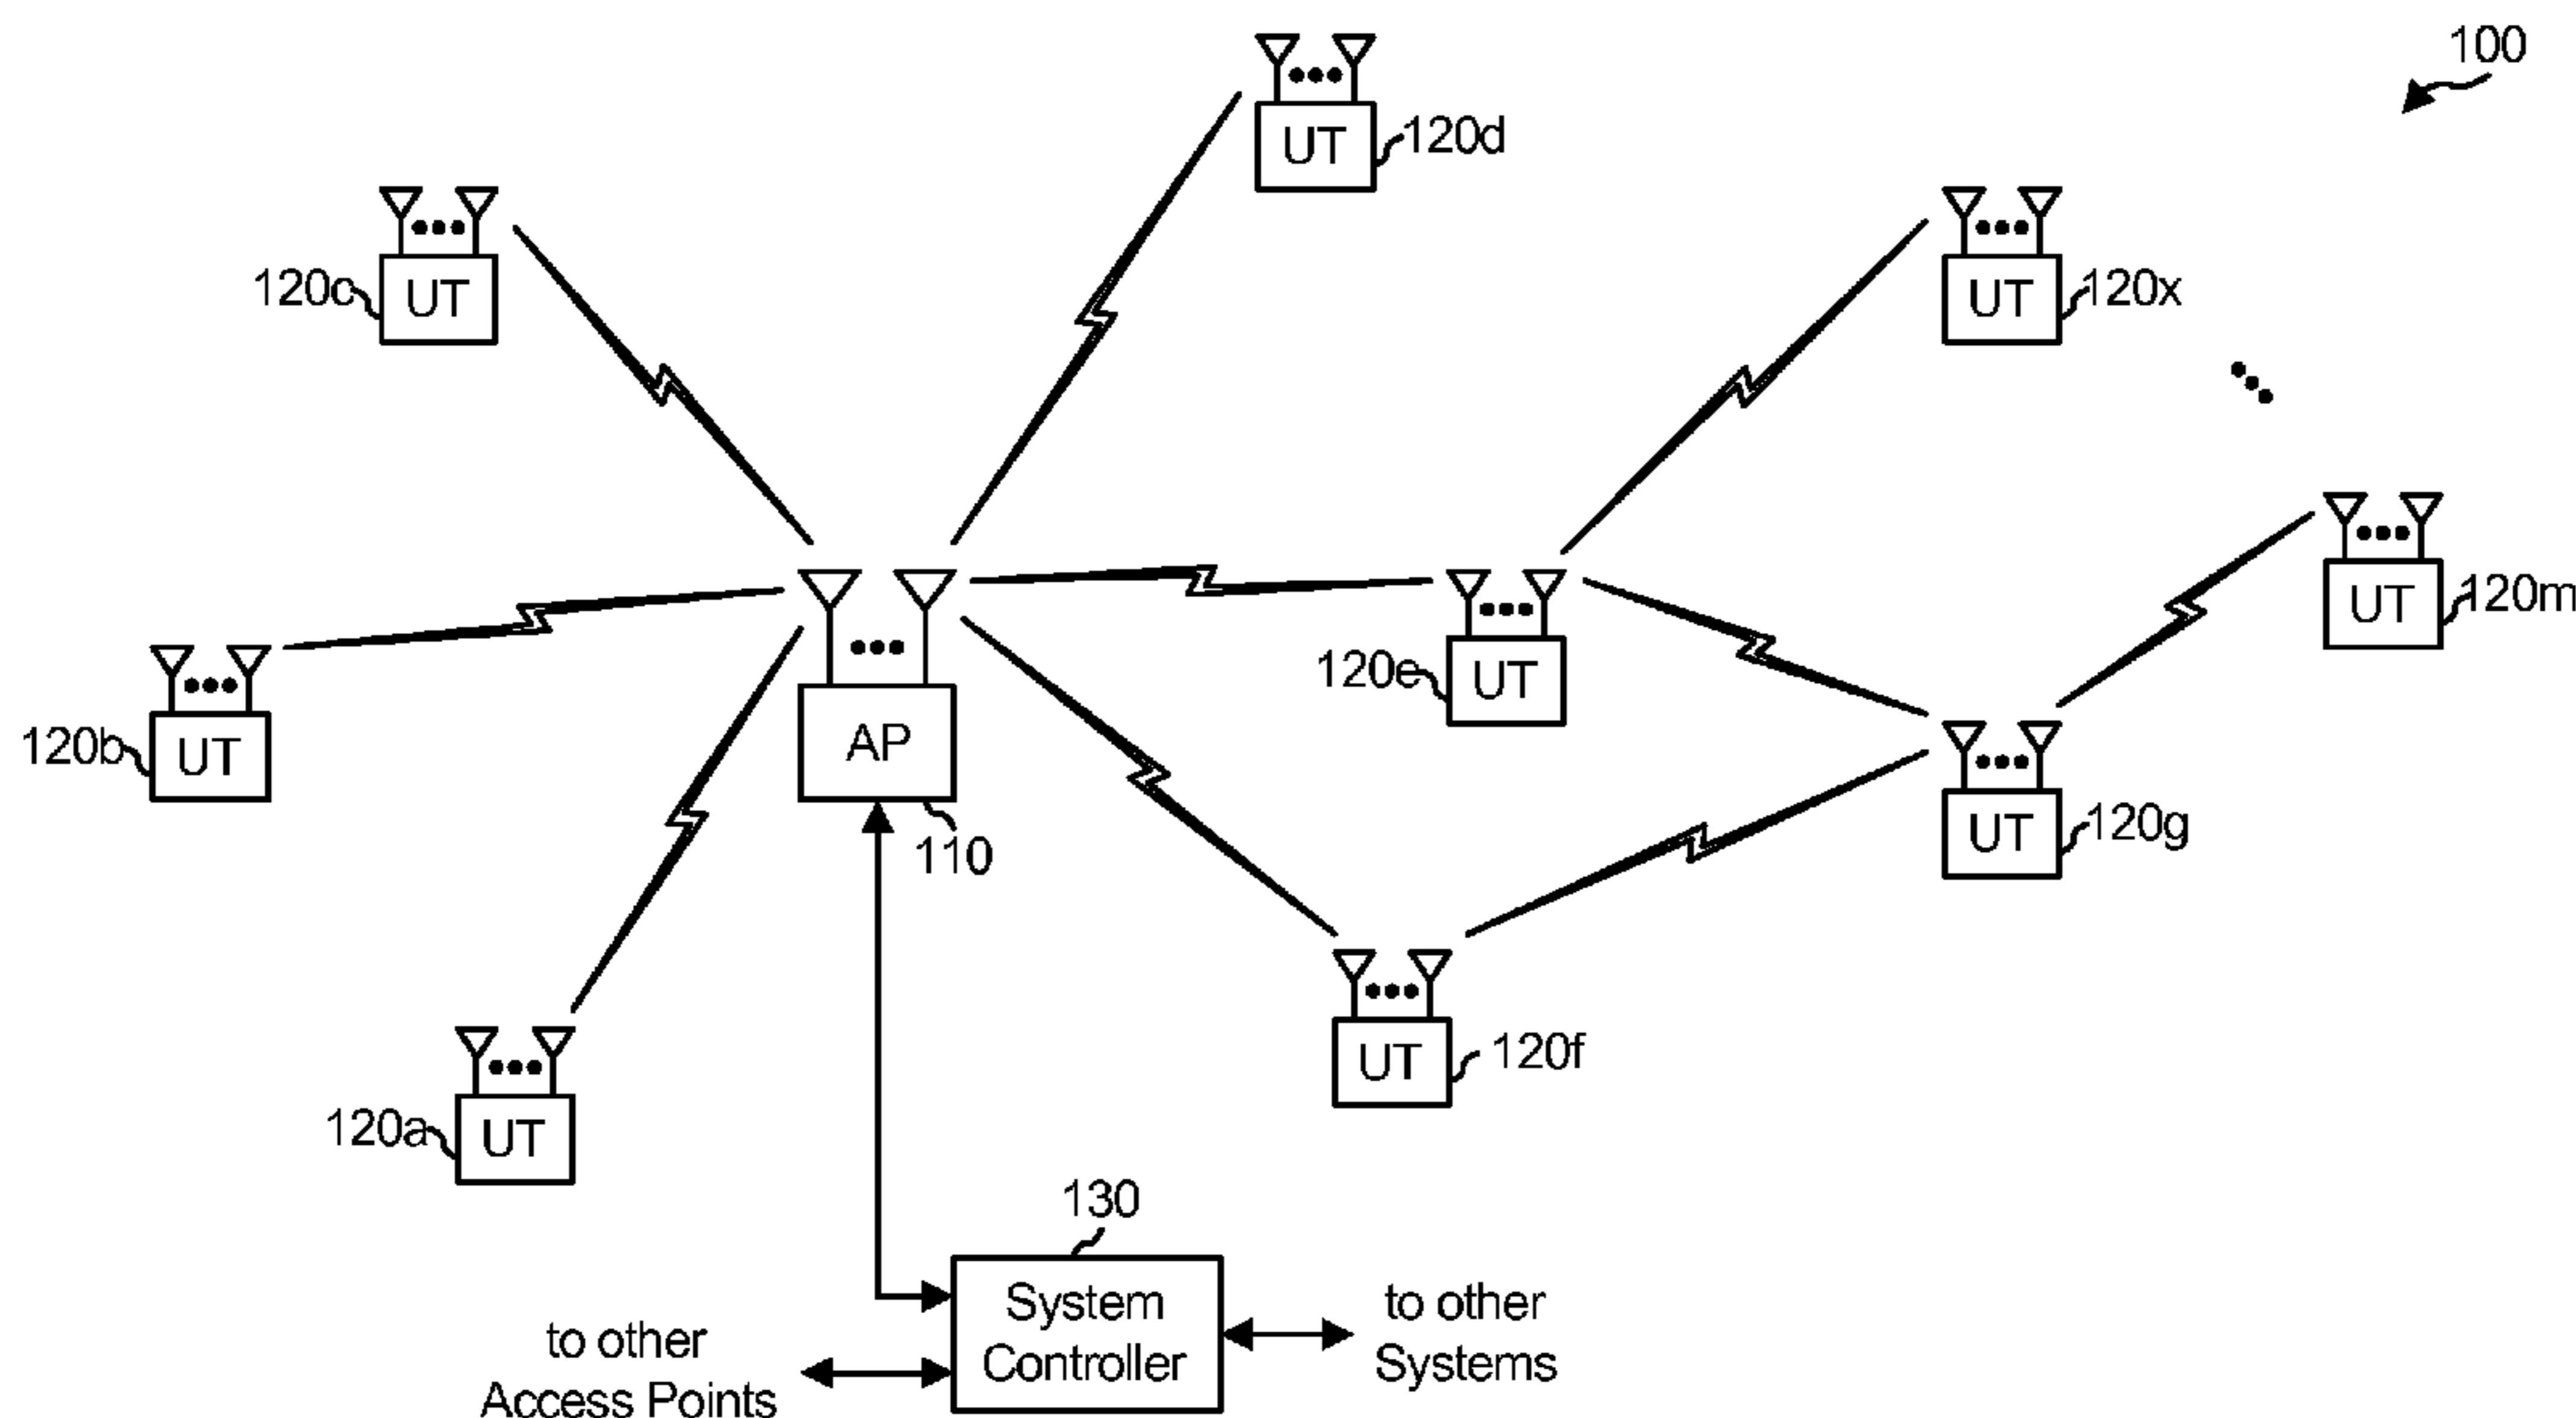 100
UT
120d
120c
UT
UT
120x
UT
120m
120e
UT
120b
UT
AP
110
UT
120g
UT
120f
120a
UT
130
System
Controller
to other
Access Points
to other
Systems